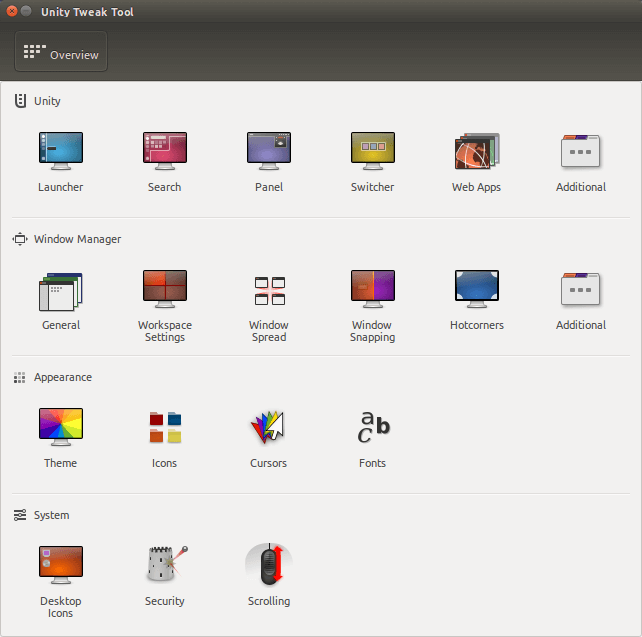 Unity Tweak Tool
Overview
Unity
Launcher
Search
Panel
Switcher
Web Apps
Additional
Window Manager
General
Workspace
Settings
Window
Spread
Window
Snapping
Hotcorners
Additional
Appearance
Theme
Icons
Cursors
Fonts
System
Desktop
Icons
Security
Scrolling